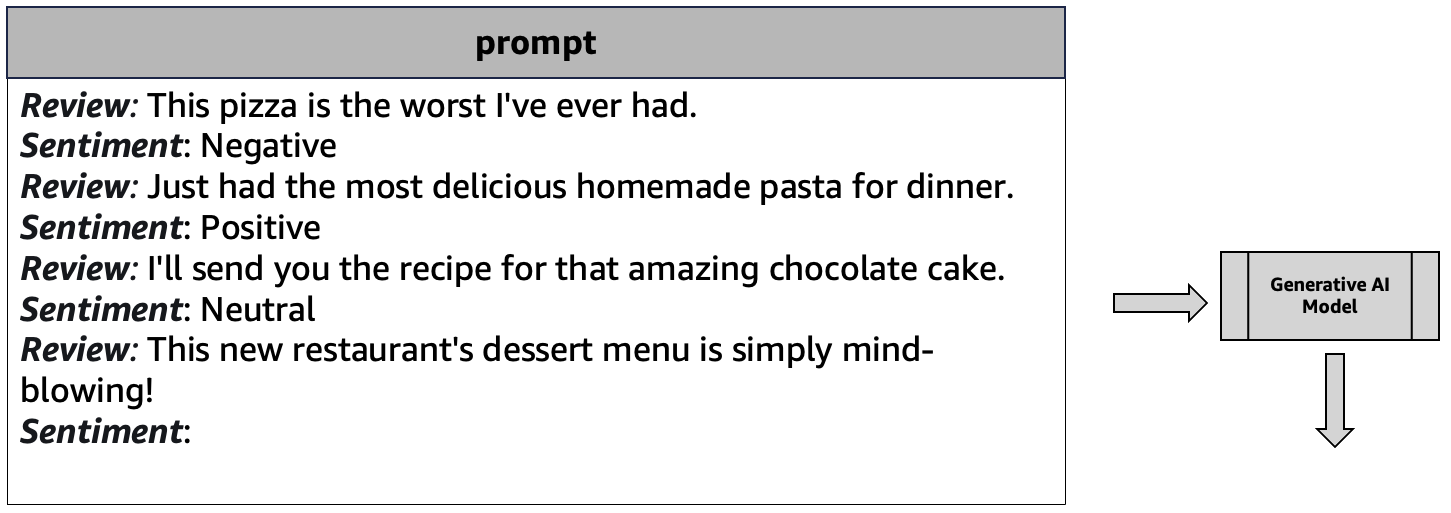 prompt
Review: This pizza is the worst I've ever had.
Sentiment: Negative
Review: Just had the most delicious homemade pasta for dinner.
Sentiment: Positive
Review: I'll send you the recipe for that amazing chocolate cake.
Sentiment: Neutral
Review: This new restaurant's dessert menu is simply mind-
blowing!
Sentiment:
Generative AI
Model